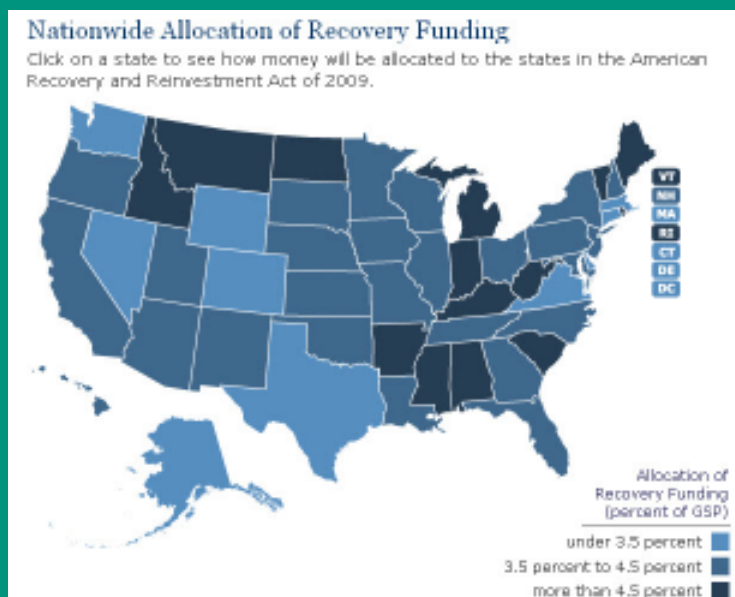 Nationwide Allocation of Recovery Funding
Click on a state to see how money will be allocated to the states in the American
Recovery and Reinvestment Act of 2009.
VT
NH
MA
RI
CT
DE
DC
Allocation of
Recovery Funding
(percent of GSP)
under 3.5 percent
3.5 percent to 4.5 percent
more than 4.5 percent